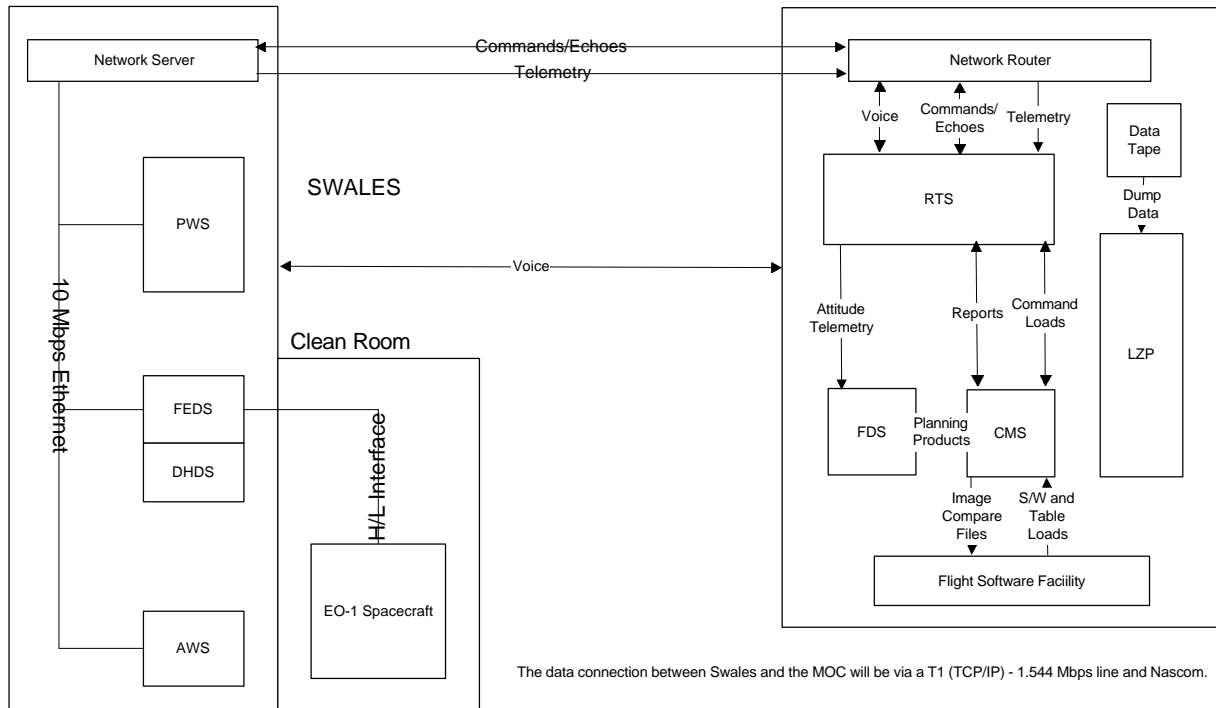 Network Server
Commands/Echoes
Telemetry
Network Router
Voice
Commands/
Echoes
Telemetry
Data
Tape
SWALES
PWS
RTS
Dump
Data
10 Mbps Ethernet
Voice
Attitude
Telemetry
Reports
Command
Loads
LZP
Clean Room
FEDS
DHDS
H/L Interface
FDS
Planning
Products
CMS
Image
Compare
Files
S/W and
Table
Loads
Flight Software Faciility
EO-1 Spacecraft
AWS
The data connection between Swales and the MOC will be via a T1 (TCP/IP) - 1.544 Mbps line and Nascom.